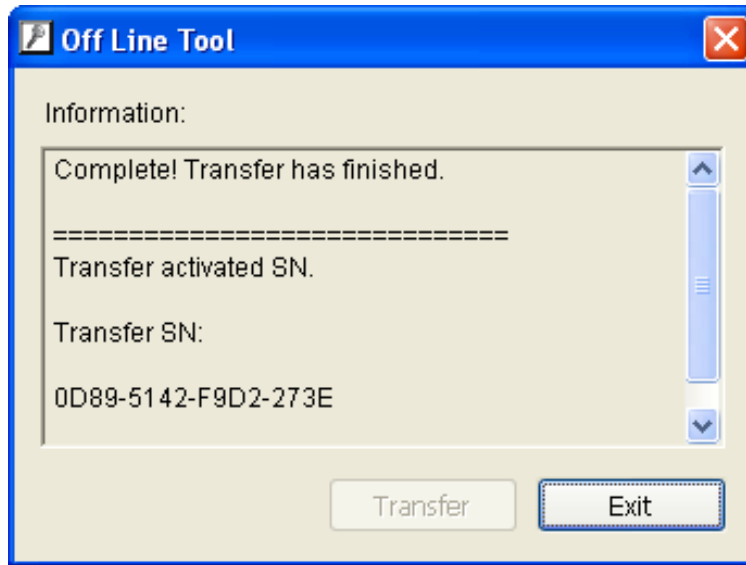 Off Line Tool
Information:
Complete! Transfer has finished.
==============================
Transfer activated SN.
Transfer SN:
0D89-5142-F9D2-273E
Transfer
Exit